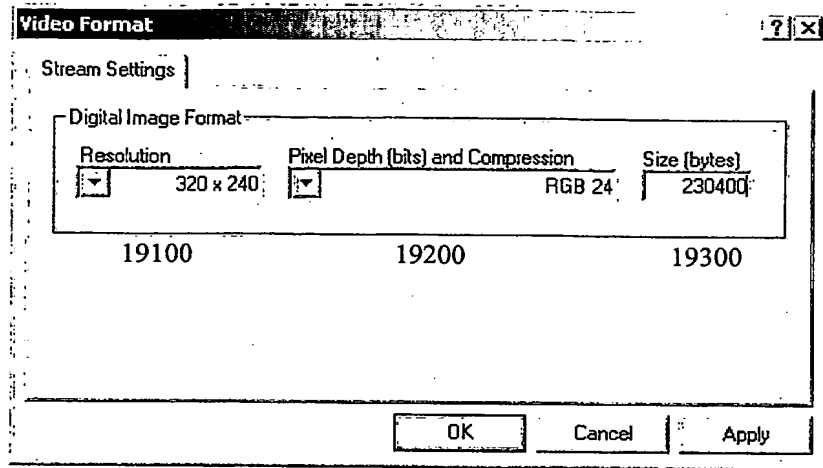 Video Format ? ×
Stream Settings
Digital Image Format
Resolution Pixel Depth (bits) and Compression Size (bytes)
320 x 240 RGB 24 230400
19100 19200 19300
OK Cancel Apply